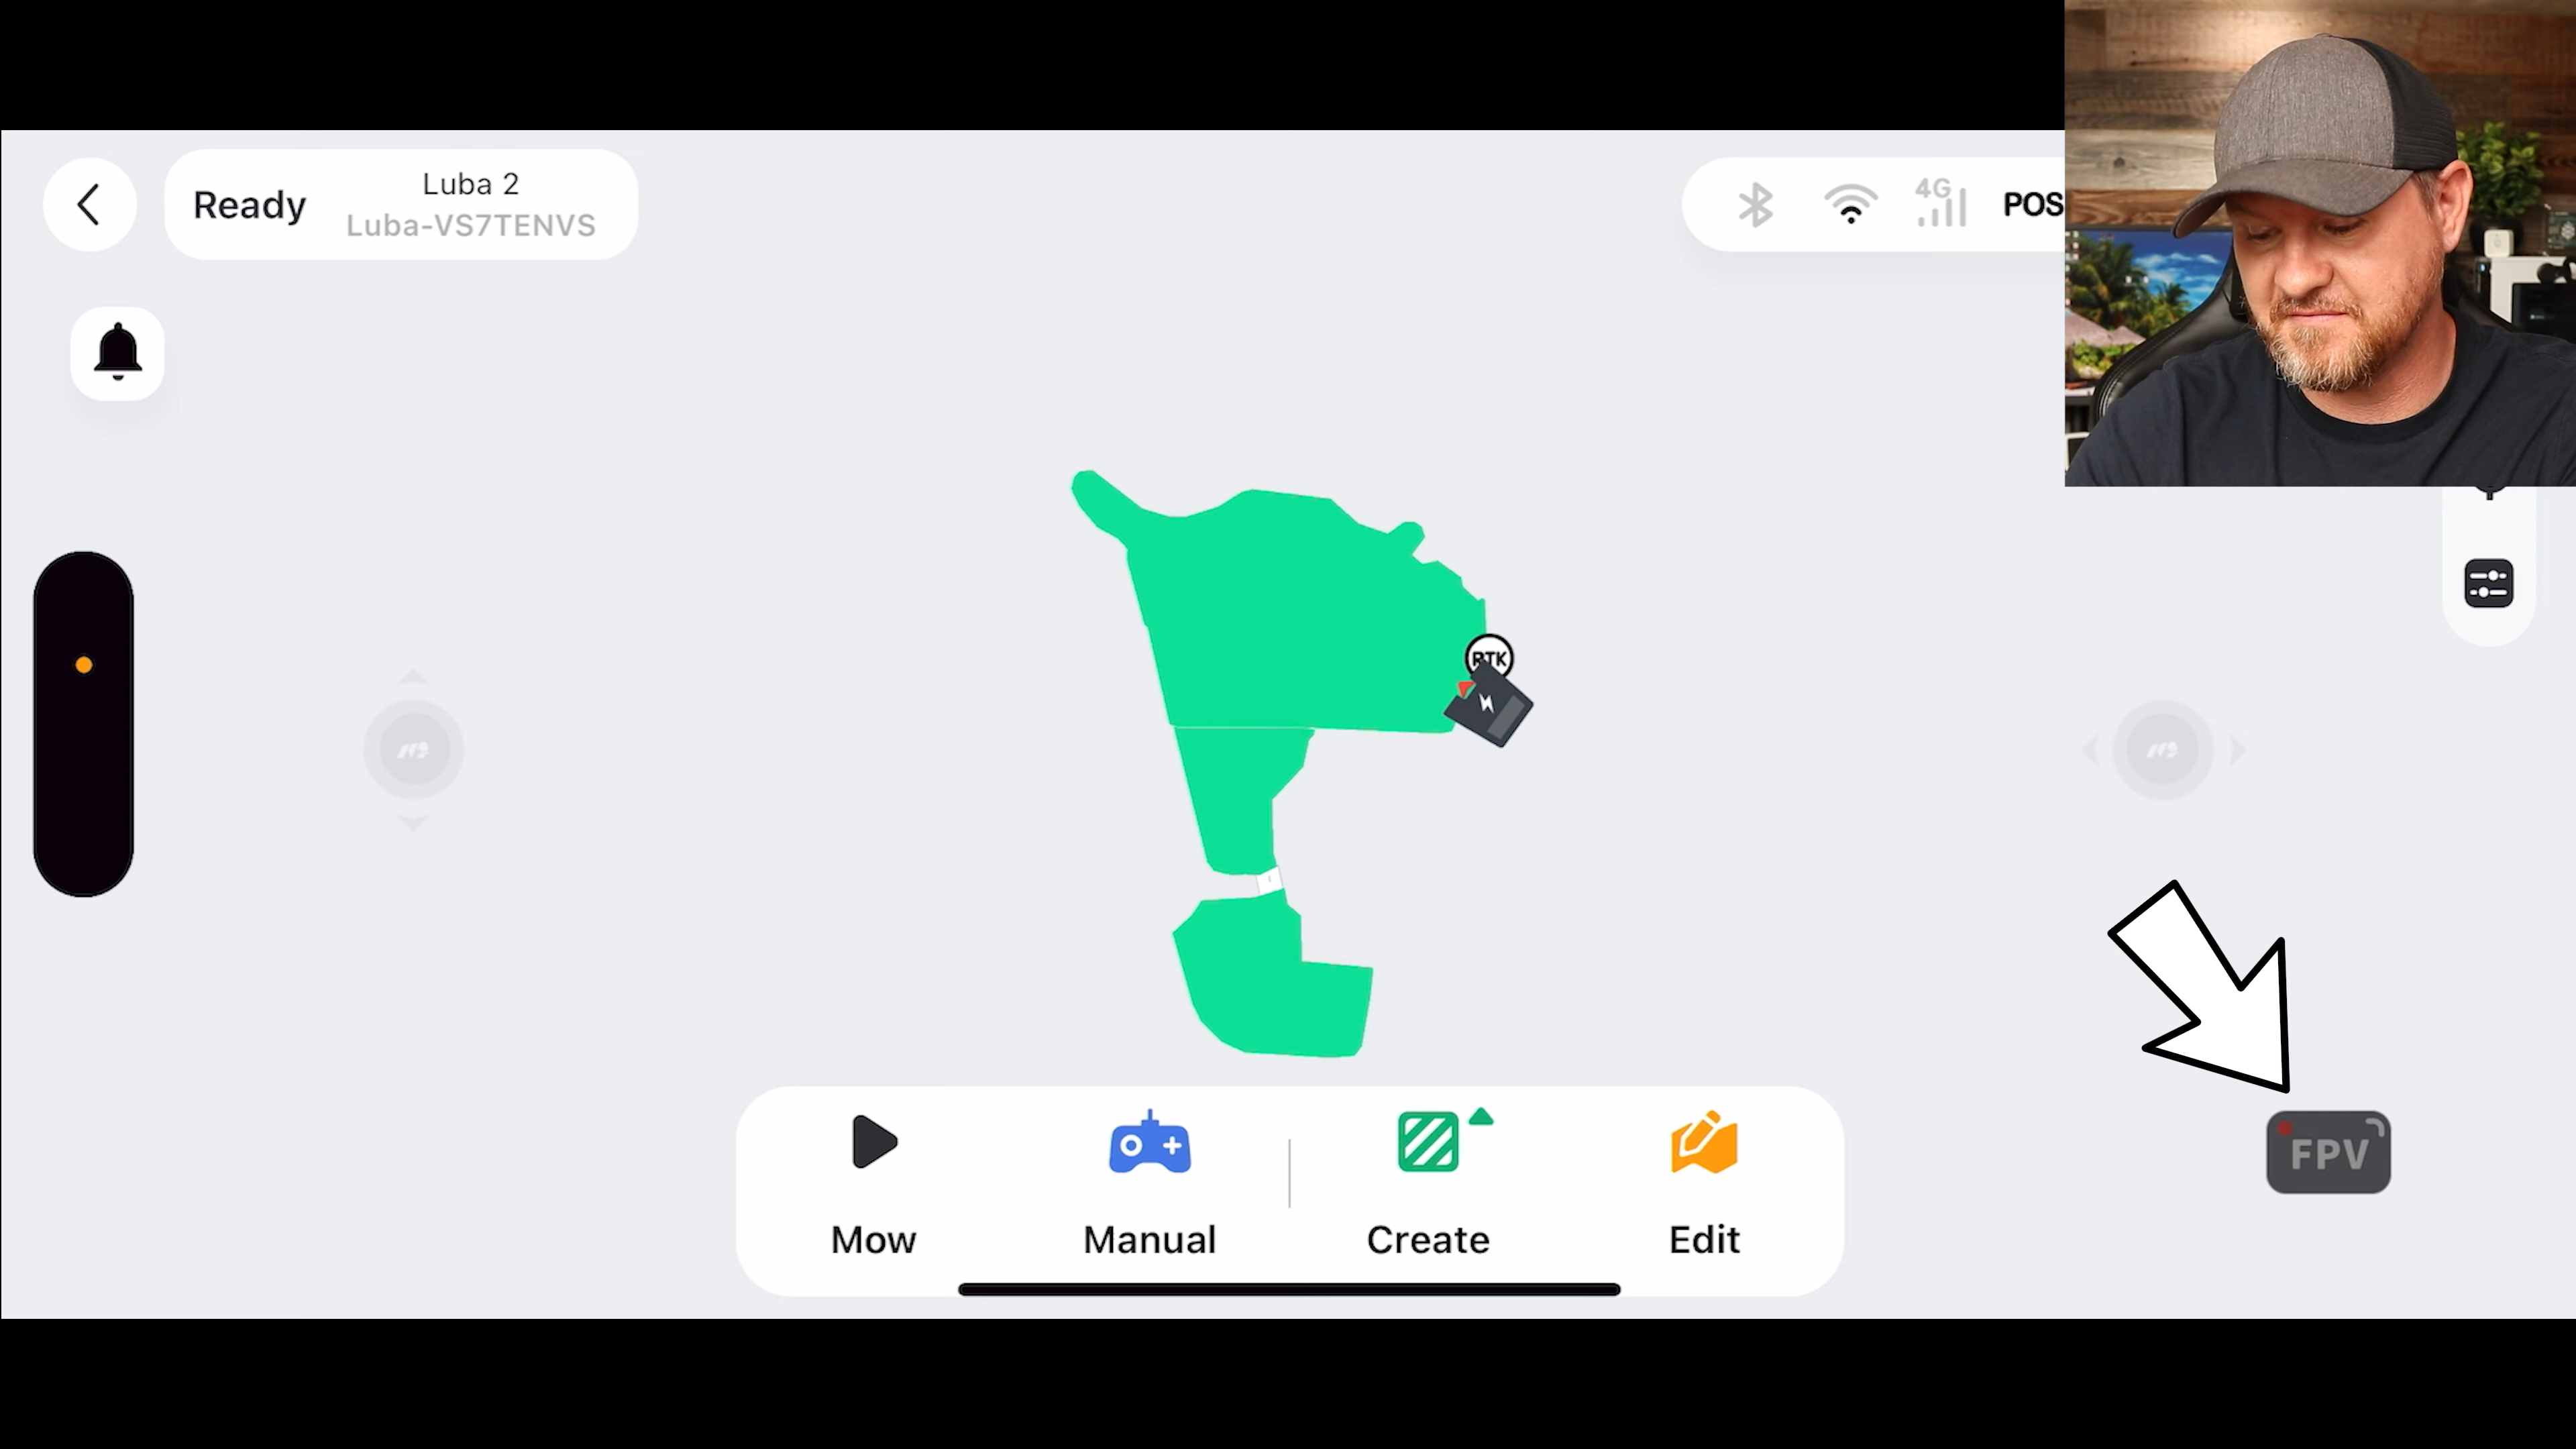 Ready
Luba 2
Luba-VS7TENVS
4G
POS
RTK
Mow
Manual
Create
Edit
FPV